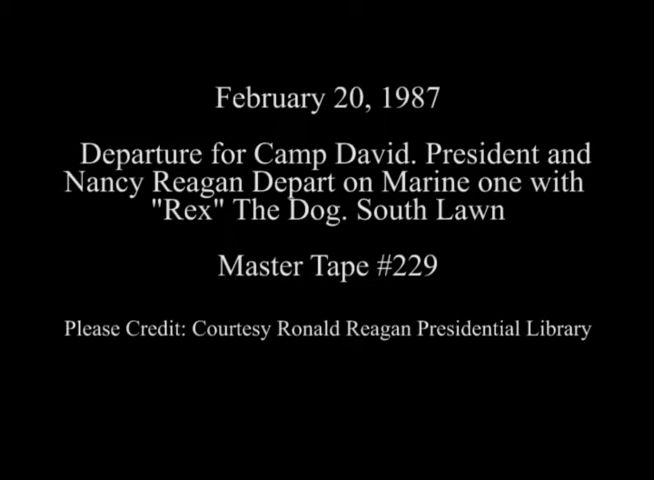 February 20, 1987
Departure for Camp David. President and
Nancy Reagan Depart on Marine one with
"Rex" The Dog. South Lawn
Master Tape #229
Please Credit: Courtesy Ronald Reagan Presidential Library